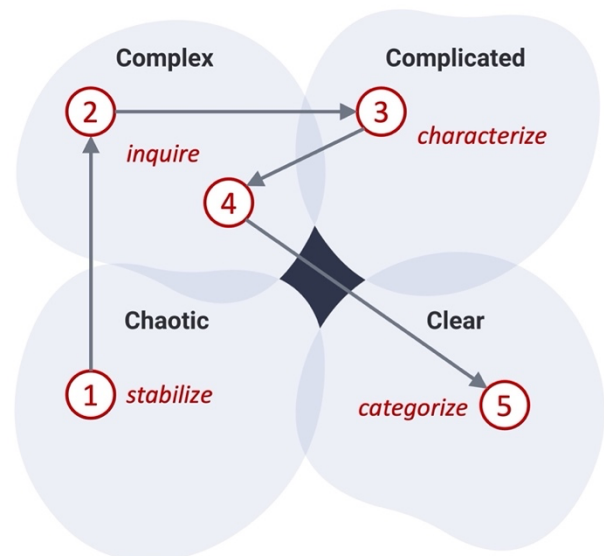 Complex
Complicated
2
3
inquire
characterize
4
Chaotic
Clear
1
stabilize
categorize
5